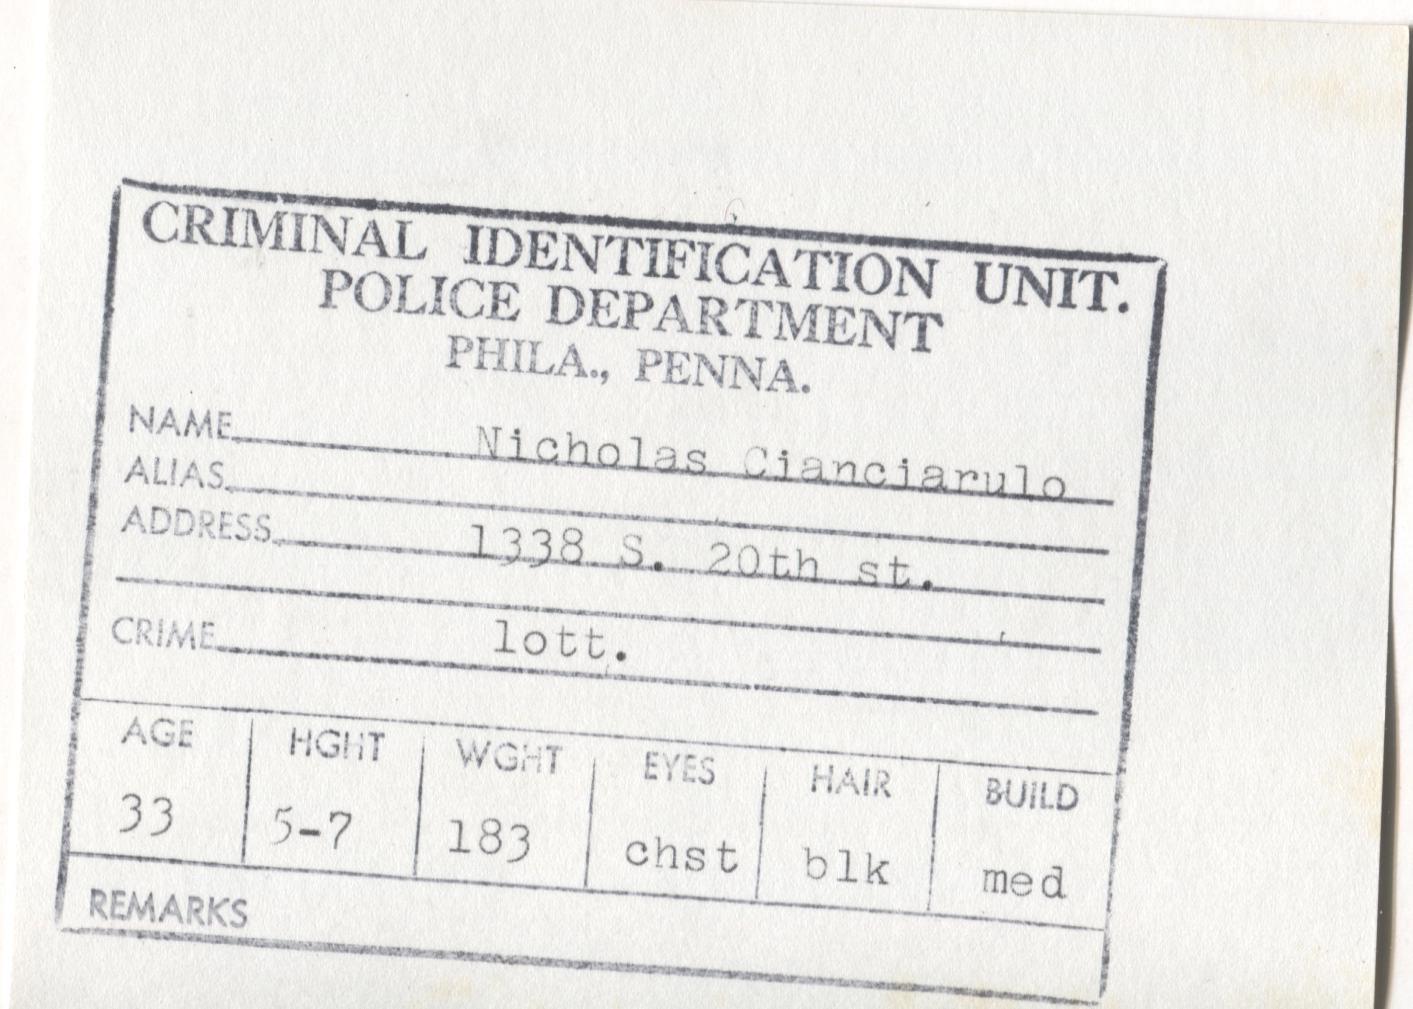 CRIMINAL IDENTIFICATION UNIT.
POLICE DEPARTMENT
PHILA., PENNA.
NAME Nicholas Cianciarulo
ALIAS
ADDRESS 1338 S. 20th st.
CRIME lott.
AGE HGHT WGHT EYES HAIR BUILD
33 5-7 183 chst blk med
REMARKS